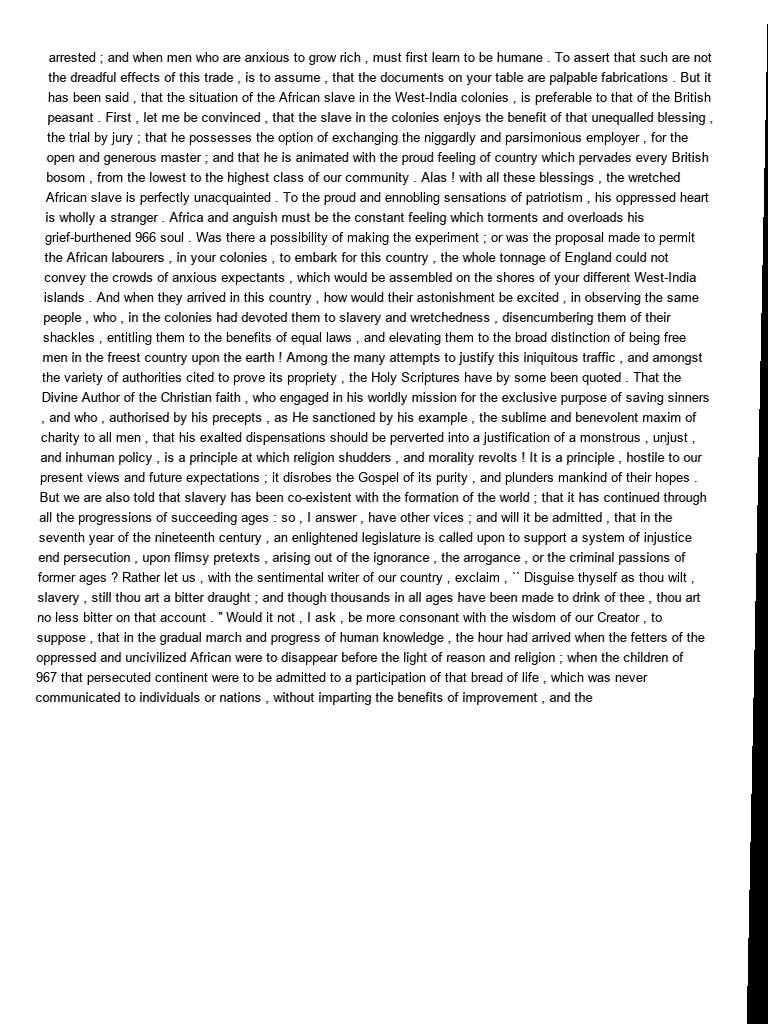 arrested ; and when men who are anxious to grow rich , must first learn to be humane . To assert that such are not
the dreadful effects of this trade , is to assume , that the documents on your table are palpable fabrications . But it
has been said , that the situation of the African slave in the West-India colonies , is preferable to that of the British
peasant . First , let me be convinced , that the slave in the colonies enjoys the benefit of that unequalled blessing ,
the trial by jury ; that he possesses the option of exchanging the niggardly and parsimonious employer , for the
open and generous master ; and that he is animated with the proud feeling of country which pervades every British
bosom , from the lowest to the highest class of our community . Alas ! with all these blessings , the wretched
African slave is perfectly unacquainted . To the proud and ennobling sensations of patriotism , his oppressed heart
is wholly a stranger . Africa and anguish must be the constant feeling which torments and overloads his
grief-burthened 966 soul . Was there a possibility of making the experiment ; or was the proposal made to permit
the African labourers , in your colonies , to embark for this country , the whole tonnage of England could not
convey the crowds of anxious expectants , which would be assembled on the shores of your different West-India
islands . And when they arrived in this country , how would their astonishment be excited , in observing the same
people , who , in the colonies had devoted them to slavery and wretchedness , disencumbering them of their
shackles , entitling them to the benefits of equal laws , and elevating them to the broad distinction of being free
men in the freest country upon the earth ! Among the many attempts to justify this iniquitous traffic , and amongst
the variety of authorities cited to prove its propriety , the Holy Scriptures have by some been quoted . That the
Divine Author of the Christian faith , who engaged in his worldly mission for the exclusive purpose of saving sinners
, and who , authorised by his precepts , as He sanctioned by his example , the sublime and benevolent maxim of
charity to all men , that his exalted dispensations should be perverted into a justification of a monstrous , unjust ,
and inhuman policy , is a principle at which religion shudders , and morality revolts ! It is a principle , hostile to our
present views and future expectations ; it disrobes the Gospel of its purity , and plunders mankind of their hopes .
But we are also told that slavery has been co-existent with the formation of the world ; that it has continued through
all the progressions of succeeding ages : so , I answer , have other vices ; and will it be admitted , that in the
seventh year of the nineteenth century , an enlightened legislature is called upon to support a system of injustice
end persecution , upon flimsy pretexts , arising out of the ignorance , the arrogance , or the criminal passions of
former ages ? Rather let us , with the sentimental writer of our country , exclaim , `` Disguise thyself as thou wilt ,
slavery , still thou art a bitter draught ; and though thousands in all ages have been made to drink of thee , thou art
no less bitter on that account . " Would it not , I ask , be more consonant with the wisdom of our Creator , to
suppose , that in the gradual march and progress of human knowledge , the hour had arrived when the fetters of the
oppressed and uncivilized African were to disappear before the light of reason and religion ; when the children of
967 that persecuted continent were to be admitted to a participation of that bread of life , which was never
communicated to individuals or nations , without imparting the benefits of improvement , and the